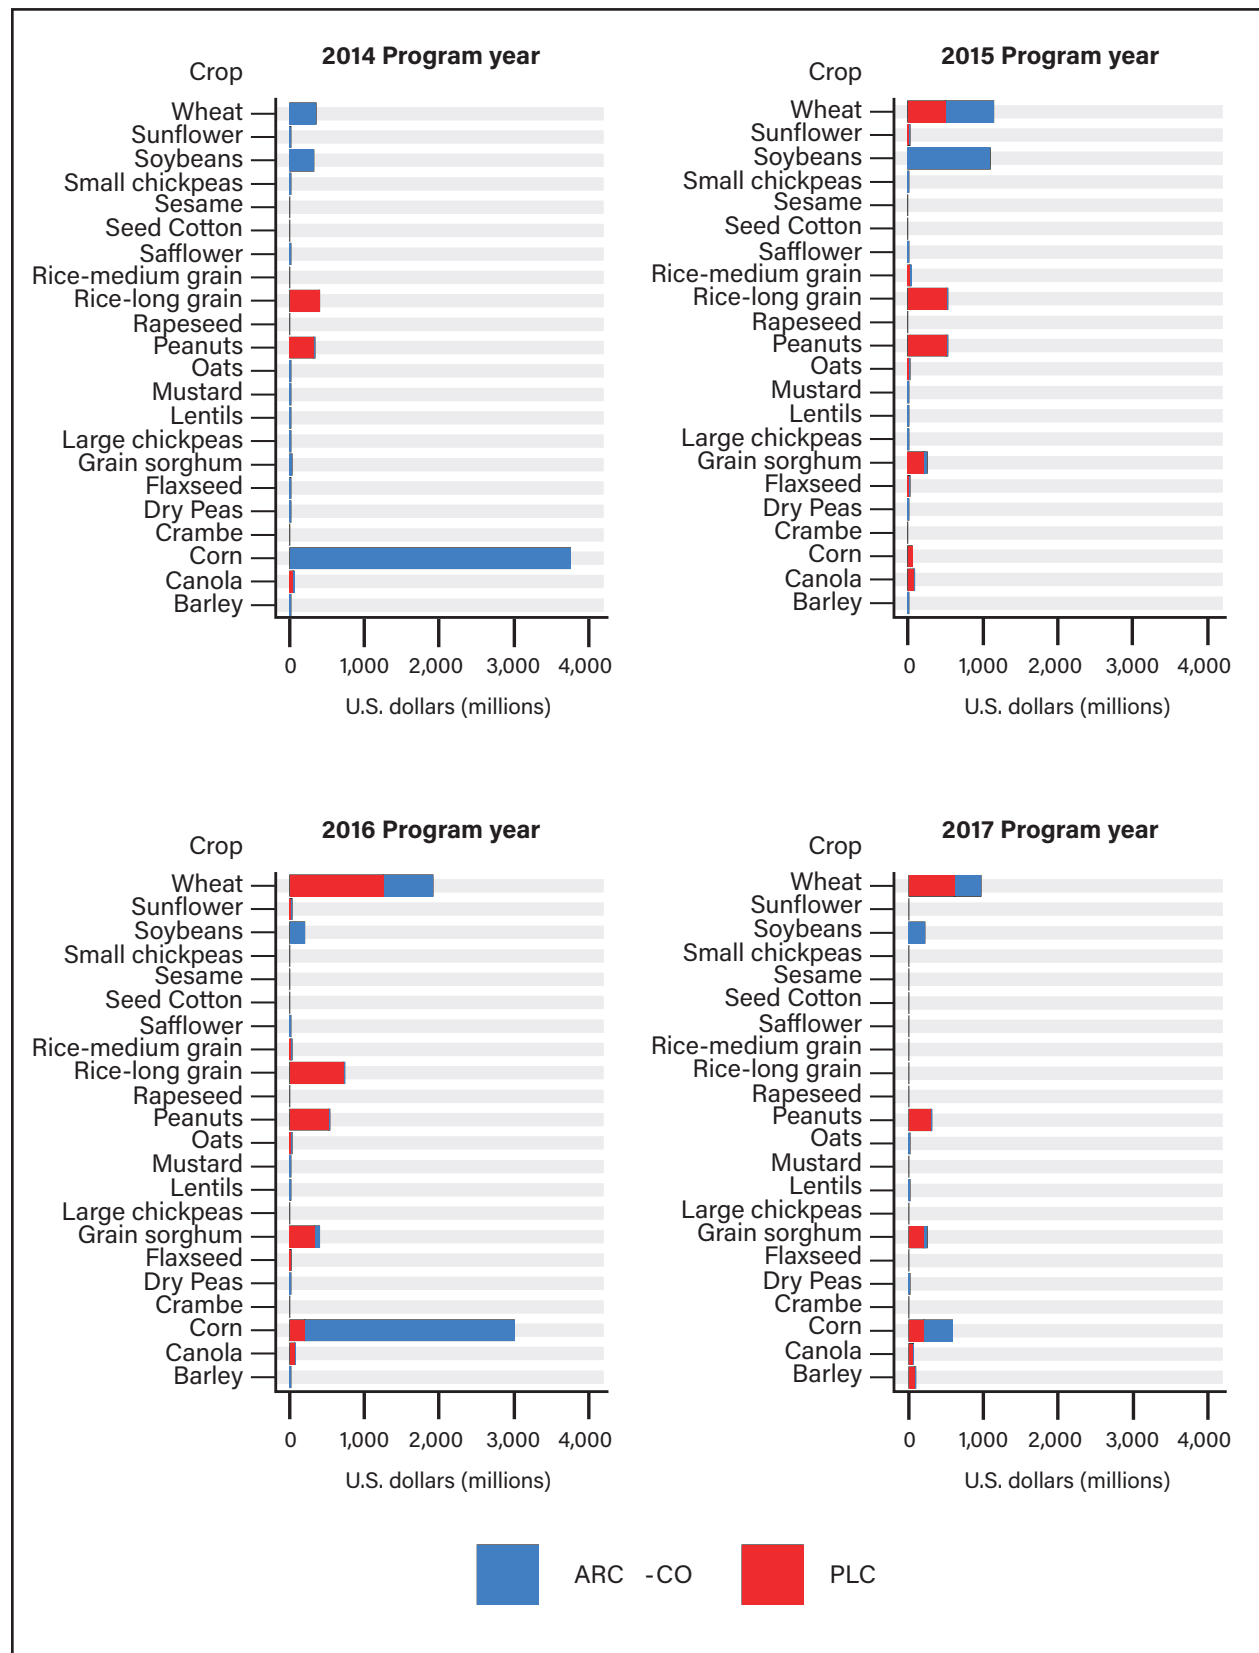 2014 Program year
Crop
Wheat
Sunflower
Soybeans
Small chickpeas
Sesame
Seed Cotton
Safflower
Rice-medium grain
Rice-long grain
Rapeseed
Peanuts
Oats
Mustard
Lentils
Large chickpeas
Grain sorghum
Flaxseed
Dry Peas
Crambe
Corn
Canola
Barley
0 1,000 2,000 3,000 4,000
U.S. dollars (millions)
2015 Program year
Crop
Wheat
Sunflower
Soybeans
Small chickpeas
Sesame
Seed Cotton
Safflower
Rice-medium grain
Rice-long grain
Rapeseed
Peanuts
Oats
Mustard
Lentils
Large chickpeas
Grain sorghum
Flaxseed
Dry Peas
Crambe
Corn
Canola
Barley
0 1,000 2,000 3,000 4,000
U.S. dollars (millions)
2016 Program year
Crop
Wheat
Sunflower
Soybeans
Small chickpeas
Sesame
Seed Cotton
Safflower
Rice-medium grain
Rice-long grain
Rapeseed
Peanuts
Oats
Mustard
Lentils
Large chickpeas
Grain sorghum
Flaxseed
Dry Peas
Crambe
Corn
Canola
Barley
0 1,000 2,000 3,000 4,000
U.S. dollars (millions)
2017 Program year
Crop
Wheat
Sunflower
Soybeans
Small chickpeas
Sesame
Seed Cotton
Safflower
Rice-medium grain
Rice-long grain
Rapeseed
Peanuts
Oats
Mustard
Lentils
Large chickpeas
Grain sorghum
Flaxseed
Dry Peas
Crambe
Corn
Canola
Barley
0 1,000 2,000 3,000 4,000
U.S. dollars (millions)
ARC -CO PLC